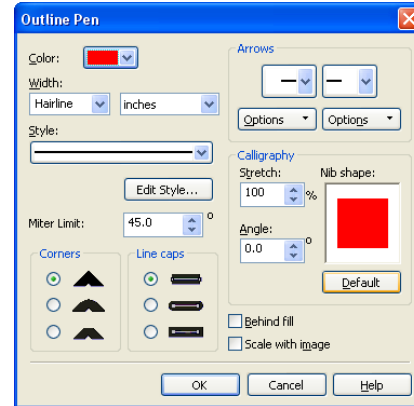 Outline Pen
Color:
Width:
Hairline
inches
Style:
Edit Style...
Miter Limit:
45.0
o
Corners
Line caps
Arrows
Options
Options
Calligraphy
Stretch:
Nib shape:
100
%
Angle:
0.0
o
Default
Behind fill
Scale with image
OK
Cancel
Help